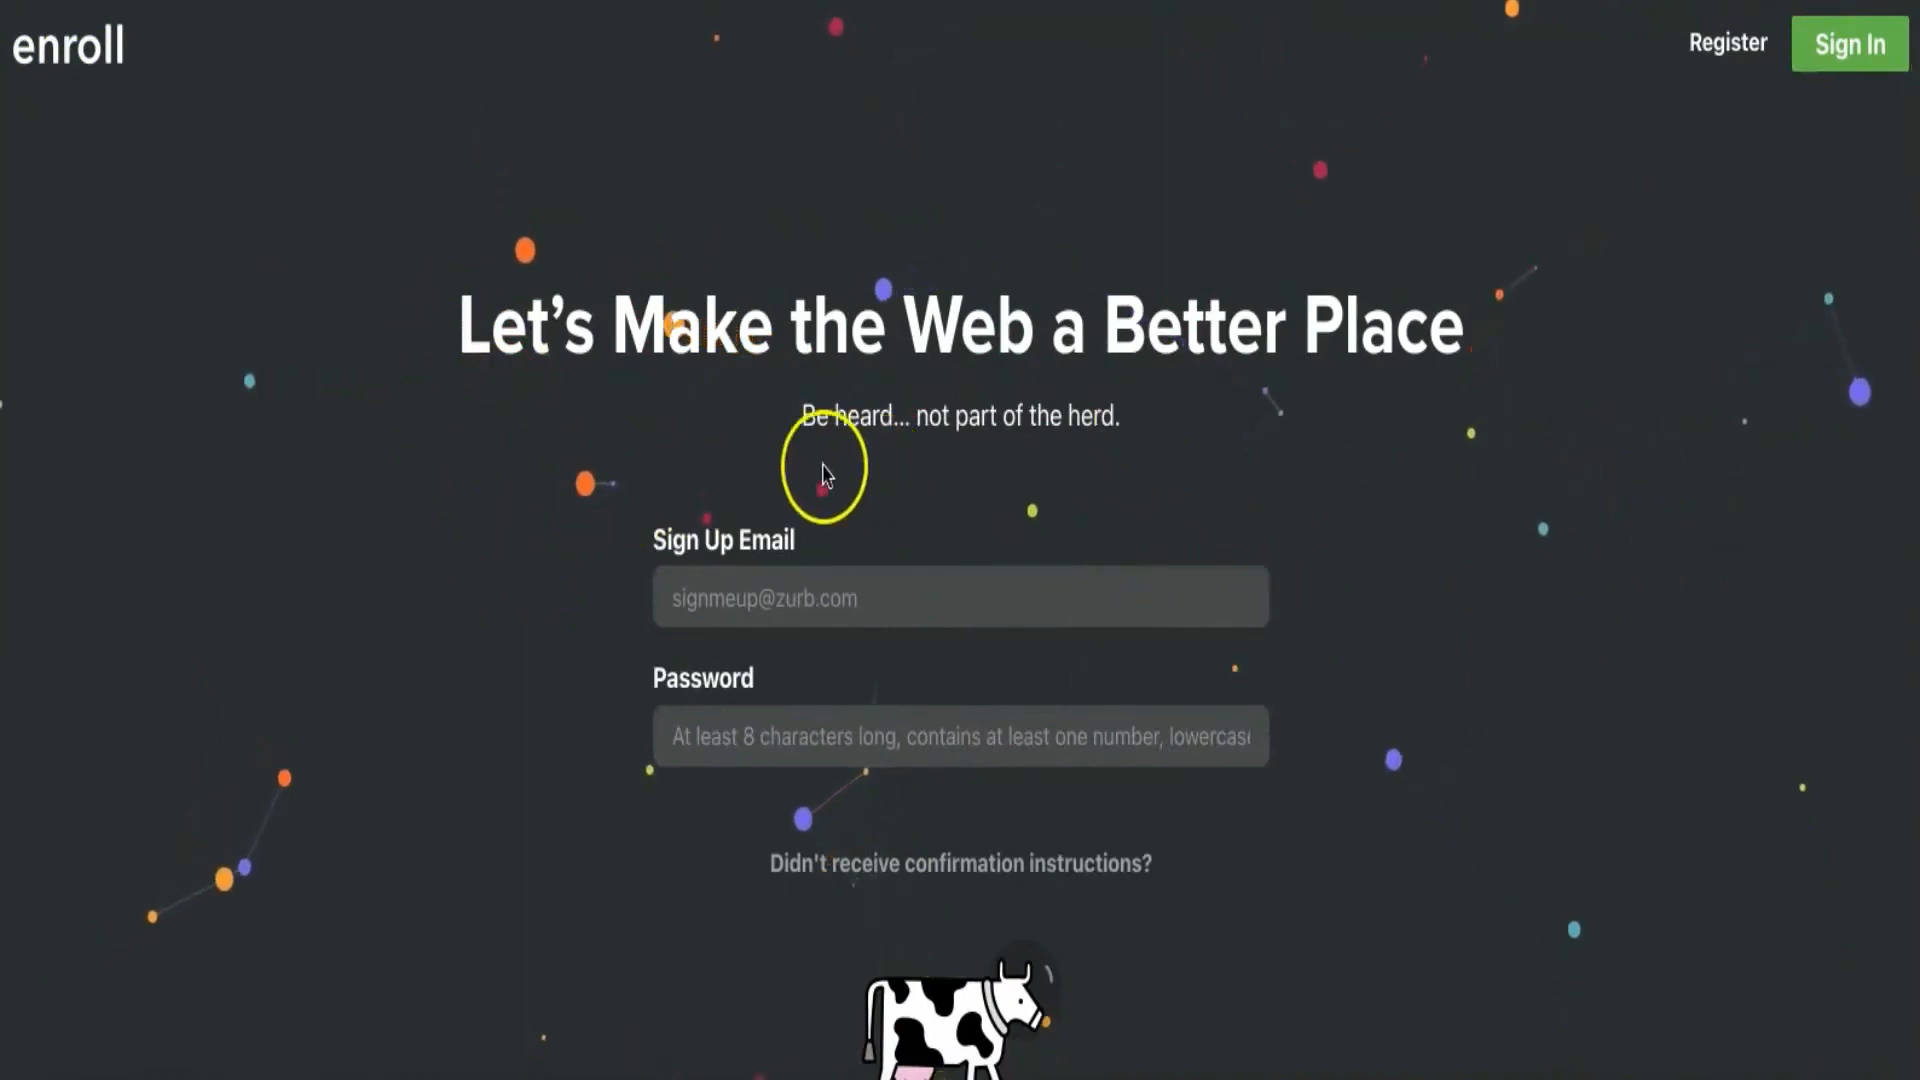 enroll
Register
Sign In
Let's Make the Web a Better Place
Be heard... not part of the herd.
Sign Up Email
signmeup@zurb.com
Password
At least 8 characters long, contains at least one number, lowercase
Didn't receive confirmation instructions?